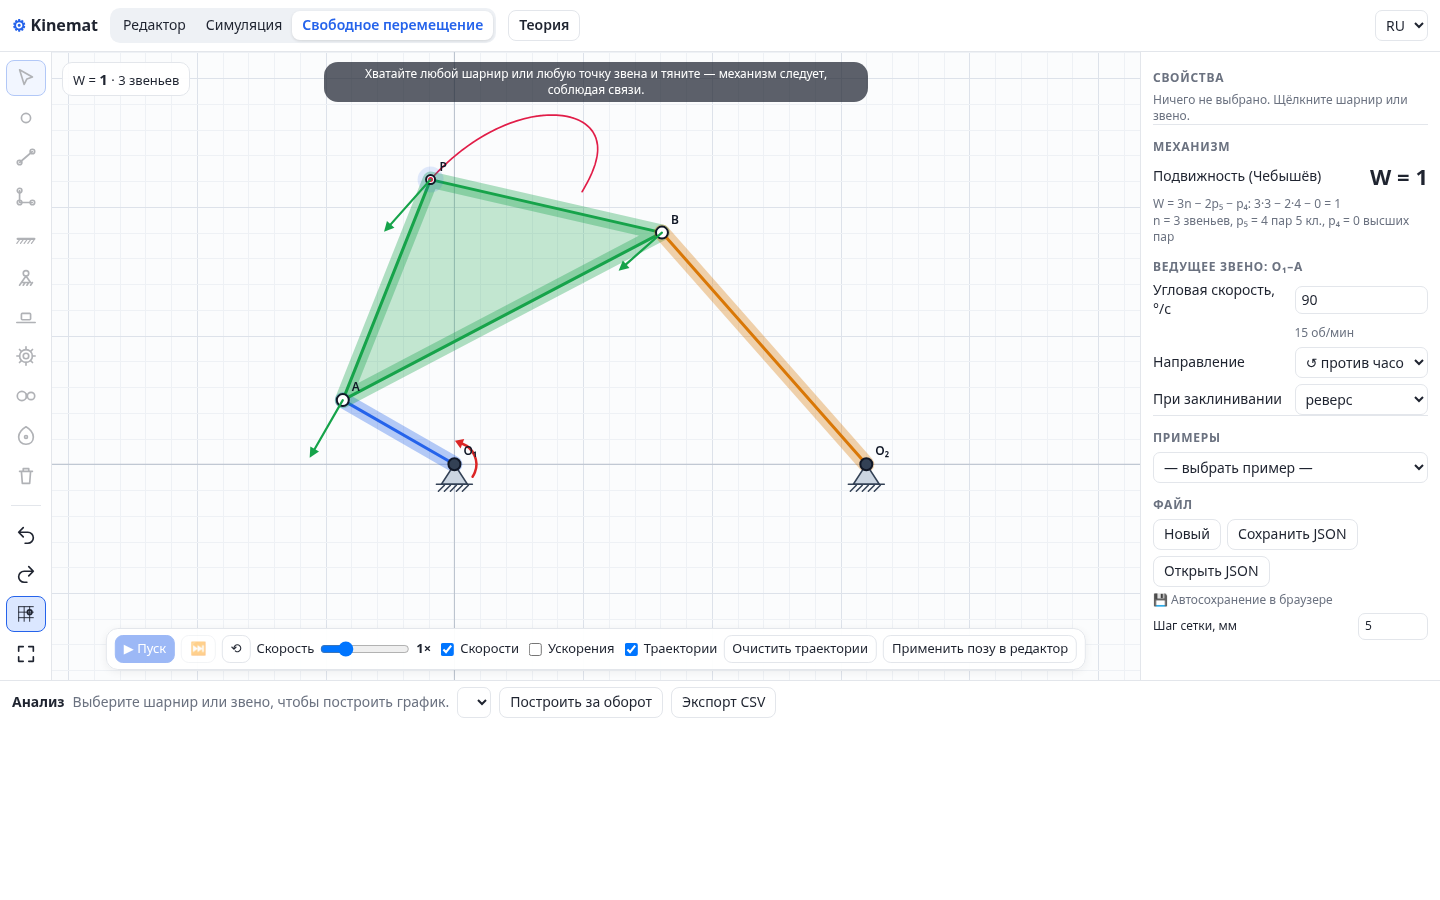 Kinemat
Редактор
Симуляция
Свободное перемещение
Теория
RU
W = 1 · 3 звеньев
Хватайте любой шарнир или любую точку звена и тяните — механизм следует,
соблюдая связи.
P
B
A
O₁
O₂
СВОЙСТВА
Ничего не выбрано. Щёлкните шарнир или
звено.
МЕХАНИЗМ
Подвижность (Чебышёв)
W = 1
W = 3n − 2p₅ − p₄: 3·3 − 2·4 − 0 = 1
n = 3 звеньев, p₅ = 4 пар 5 кл., p₄ = 0 высших
пар
ВЕДУЩЕЕ ЗВЕНО: O₁–A
Угловая скорость,
°/с
90
15 об/мин
Направление
↺ против часо
При заклинивании
реверс
ПРИМЕРЫ
— выбрать пример —
ФАЙЛ
Новый
Сохранить JSON
Открыть JSON
💾 Автосохранение в браузере
Шаг сетки, мм
5
▶ Пуск
⏩
⟲
Скорость
1×
Скорости
Ускорения
Траектории
Очистить траектории
Применить позу в редактор
Анализ
Выберите шарнир или звено, чтобы построить график.
Построить за оборот
Экспорт CSV